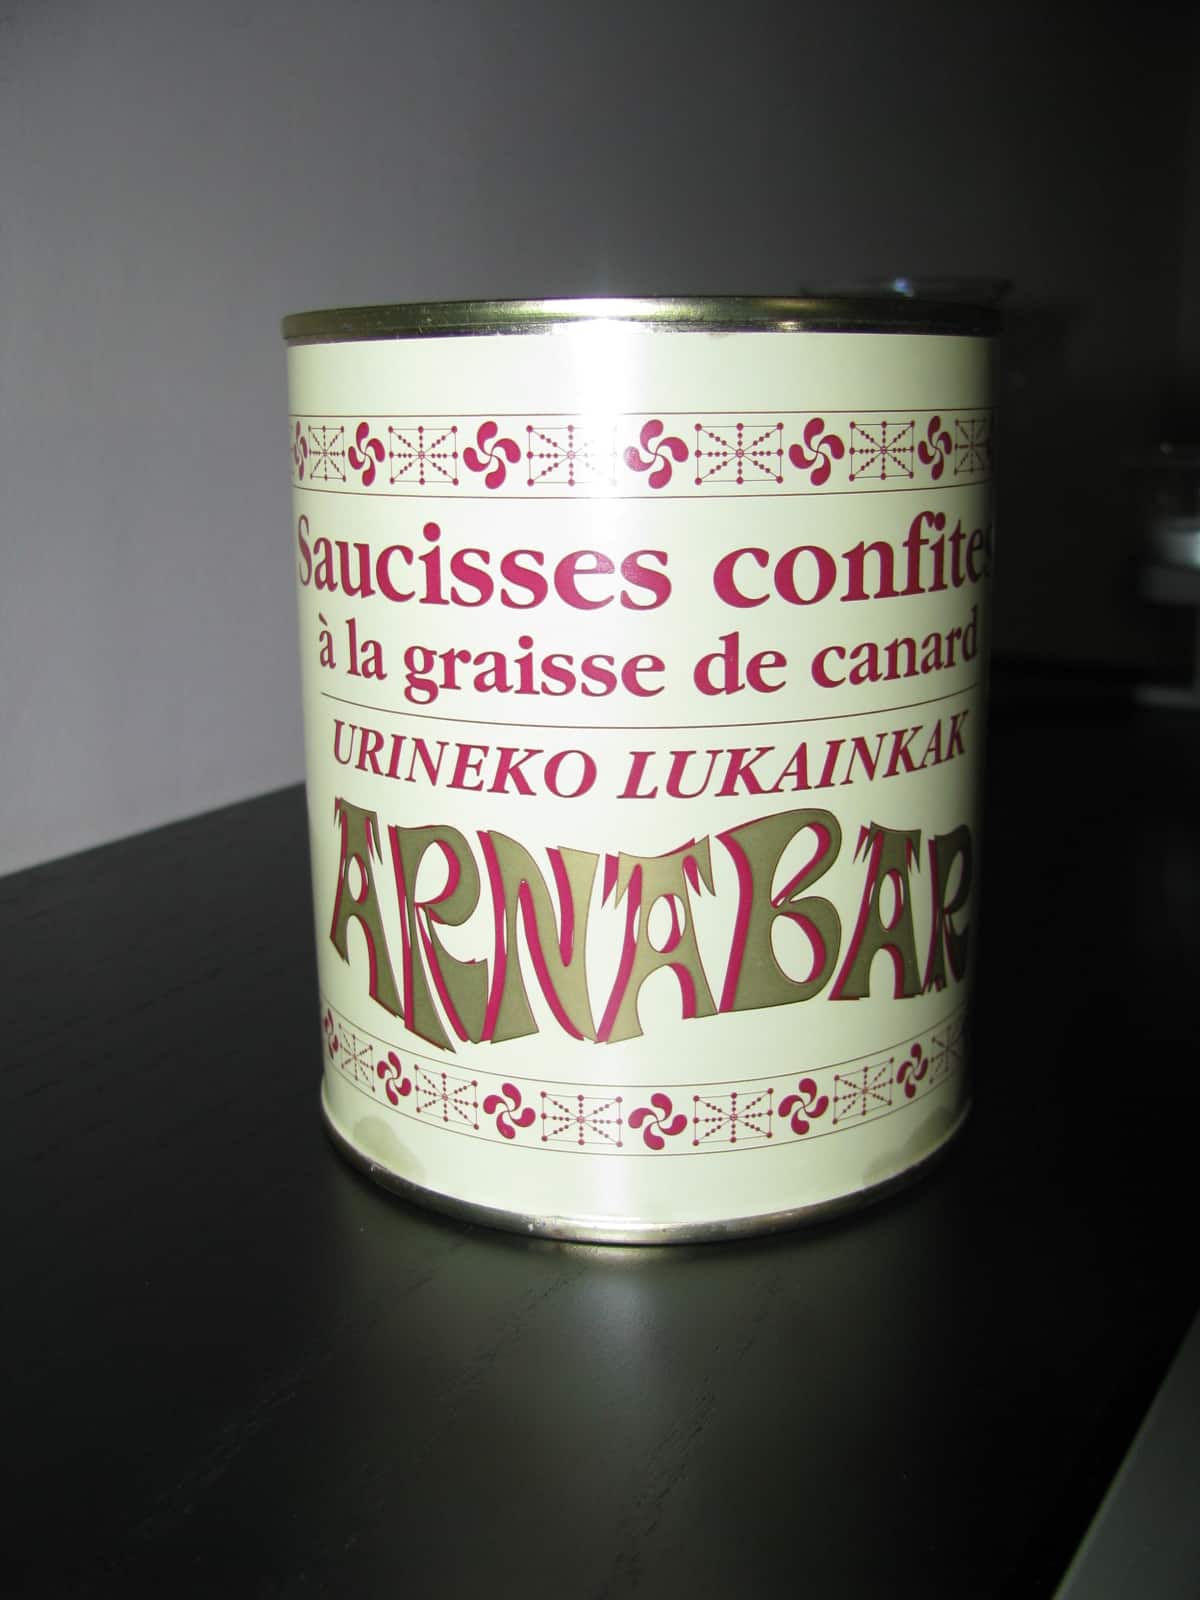 Saucisses confites
à la graisse de canard
URINEKO LUKAINKAK
ARNABAR